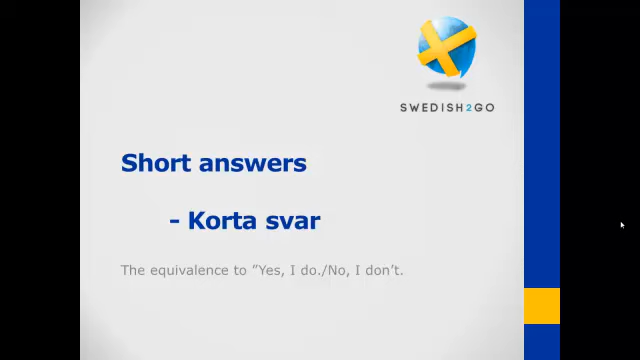 SWEDISH2GO
Short answers
- Korta svar
The equivalence to ”Yes, I do./No, I don’t.